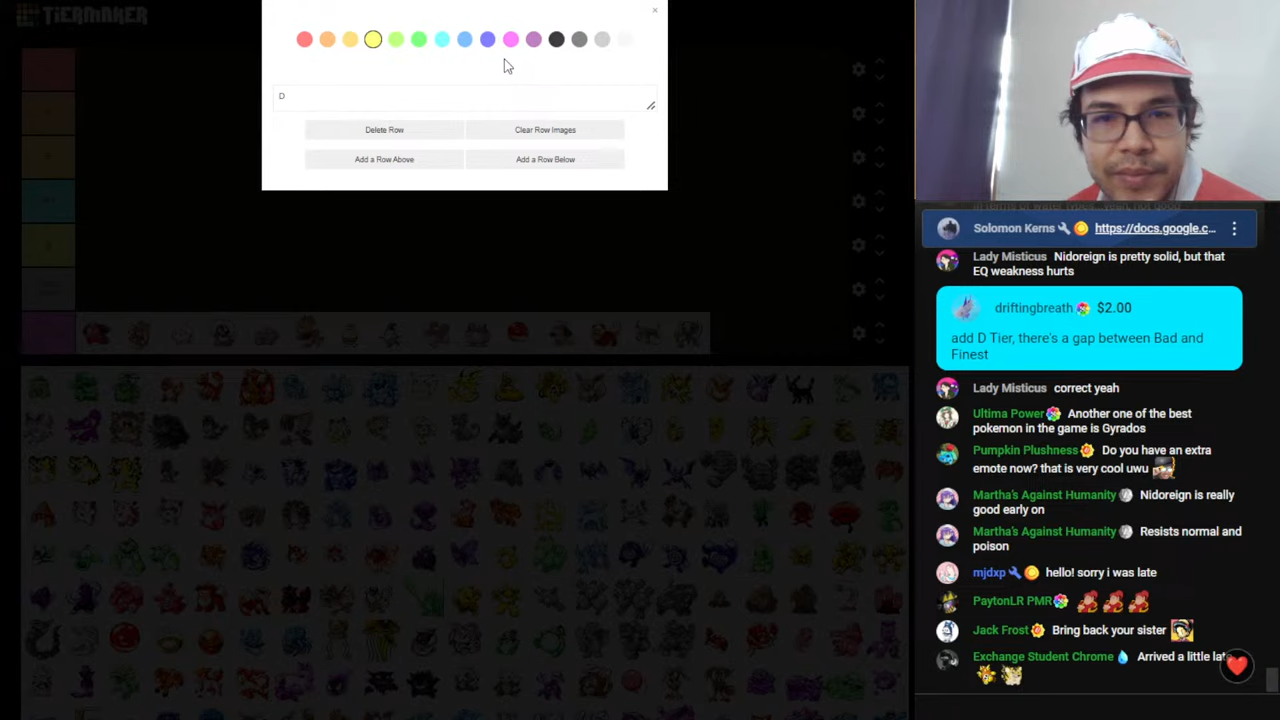 TIERMAKER
×
D
Delete Row
Clear Row Images
Add a Row Above
Add a Row Below
Solomon Kerns https://docs.google.c...
Lady Misticus Nidoreign is pretty solid, but that
EQ weakness hurts
driftingbreath $2.00
add D Tier, there's a gap between Bad and
Finest
Lady Misticus correct yeah
Ultima Power Another one of the best
pokemon in the game is Gyrados
Pumpkin Plushness Do you have an extra
emote now? that is very cool uwu
Martha's Against Humanity Nidoreign is really
good early on
Martha's Against Humanity Resists normal and
poison
mjdxp hello! sorry i was late
PaytonLR PMR
Jack Frost Bring back your sister
Exchange Student Chrome Arrived a little late